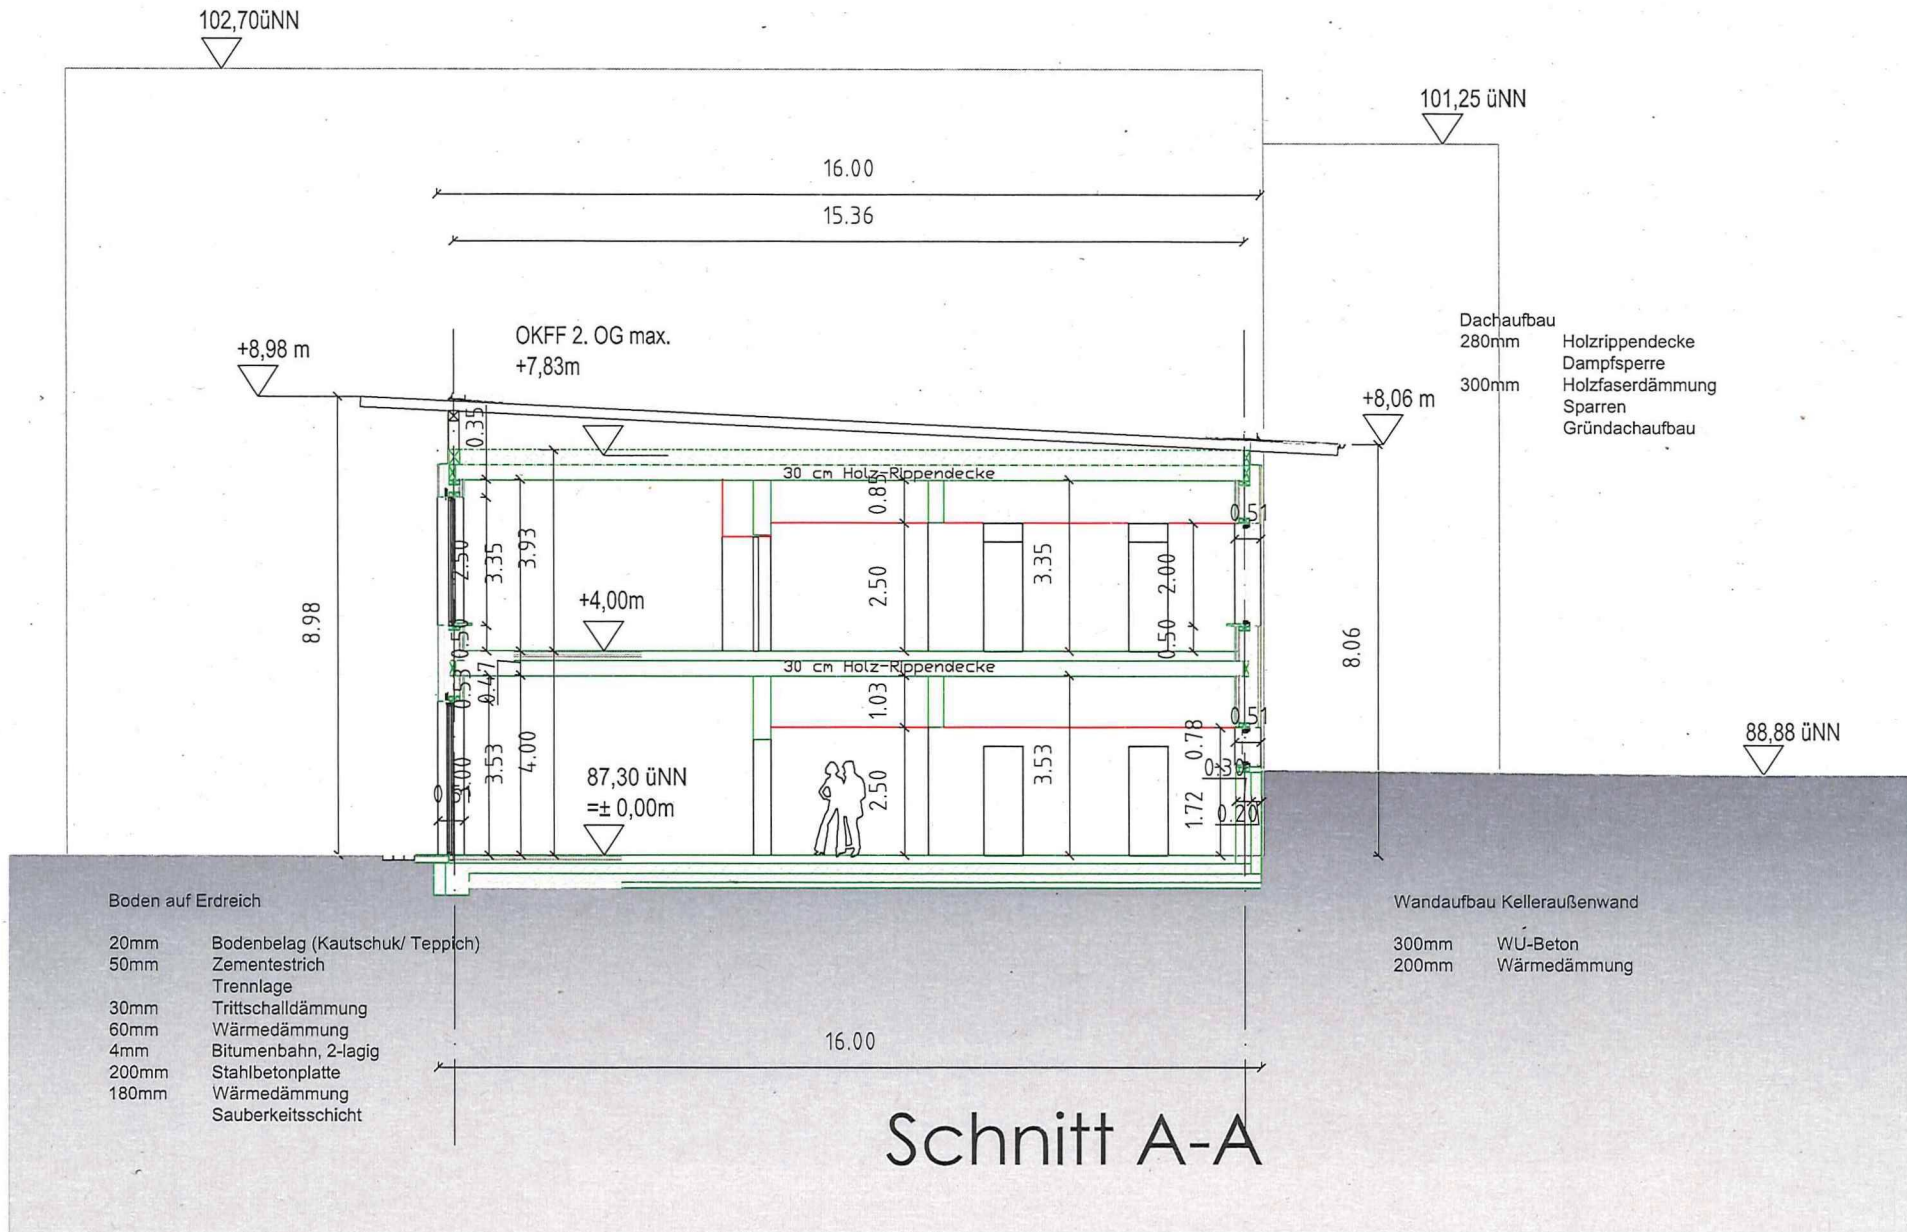 102,70üNN
101,25 üNN
16.00
15.36
Dachaufbau
280mm Holzrippendecke
Dampfsperre
300mm Holzfaserdämmung
Sparren
Gründachaufbau
OKFF 2. OG max.
+7,83m
+8,98 m
+8,06 m
0.35
30 cm Holz-Rippendecke
0.85
0.51
2.50
3.35
3.93
2.50
3.35
2.00
0.50
+4,00m
8.98
8.06
0.50
0.53
0.47
30 cm Holz-Rippendecke
1.03
0.51
0.78
88,88 üNN
3.00
3.53
4.00
87,30 üNN
=± 0,00m
2.50
3.53
0.30
1.72
0.20
Boden auf Erdreich
20mm Bodenbelag (Kautschuk/ Teppich)
50mm Zementestrich
Trennlage
30mm Trittschalldämmung
60mm Wärmedämmung
4mm Bitumenbahn, 2-lagig
200mm Stahlbetonplatte
180mm Wärmedämmung
Sauberkeitsschicht
Wandaufbau Kelleraußenwand
300mm WU-Beton
200mm Wärmedämmung
16.00
Schnitt A-A